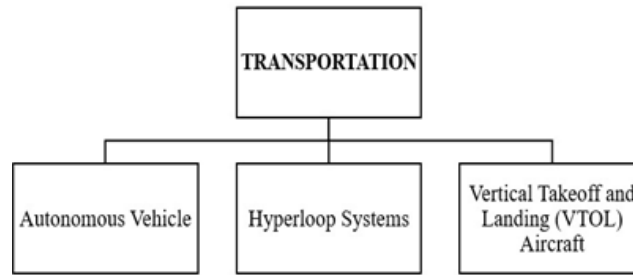 TRANSPORTATION
Autonomous Vehicle
Hyperloop Systems
Vertical Takeoff and
Landing (VTOL)
Aircraft